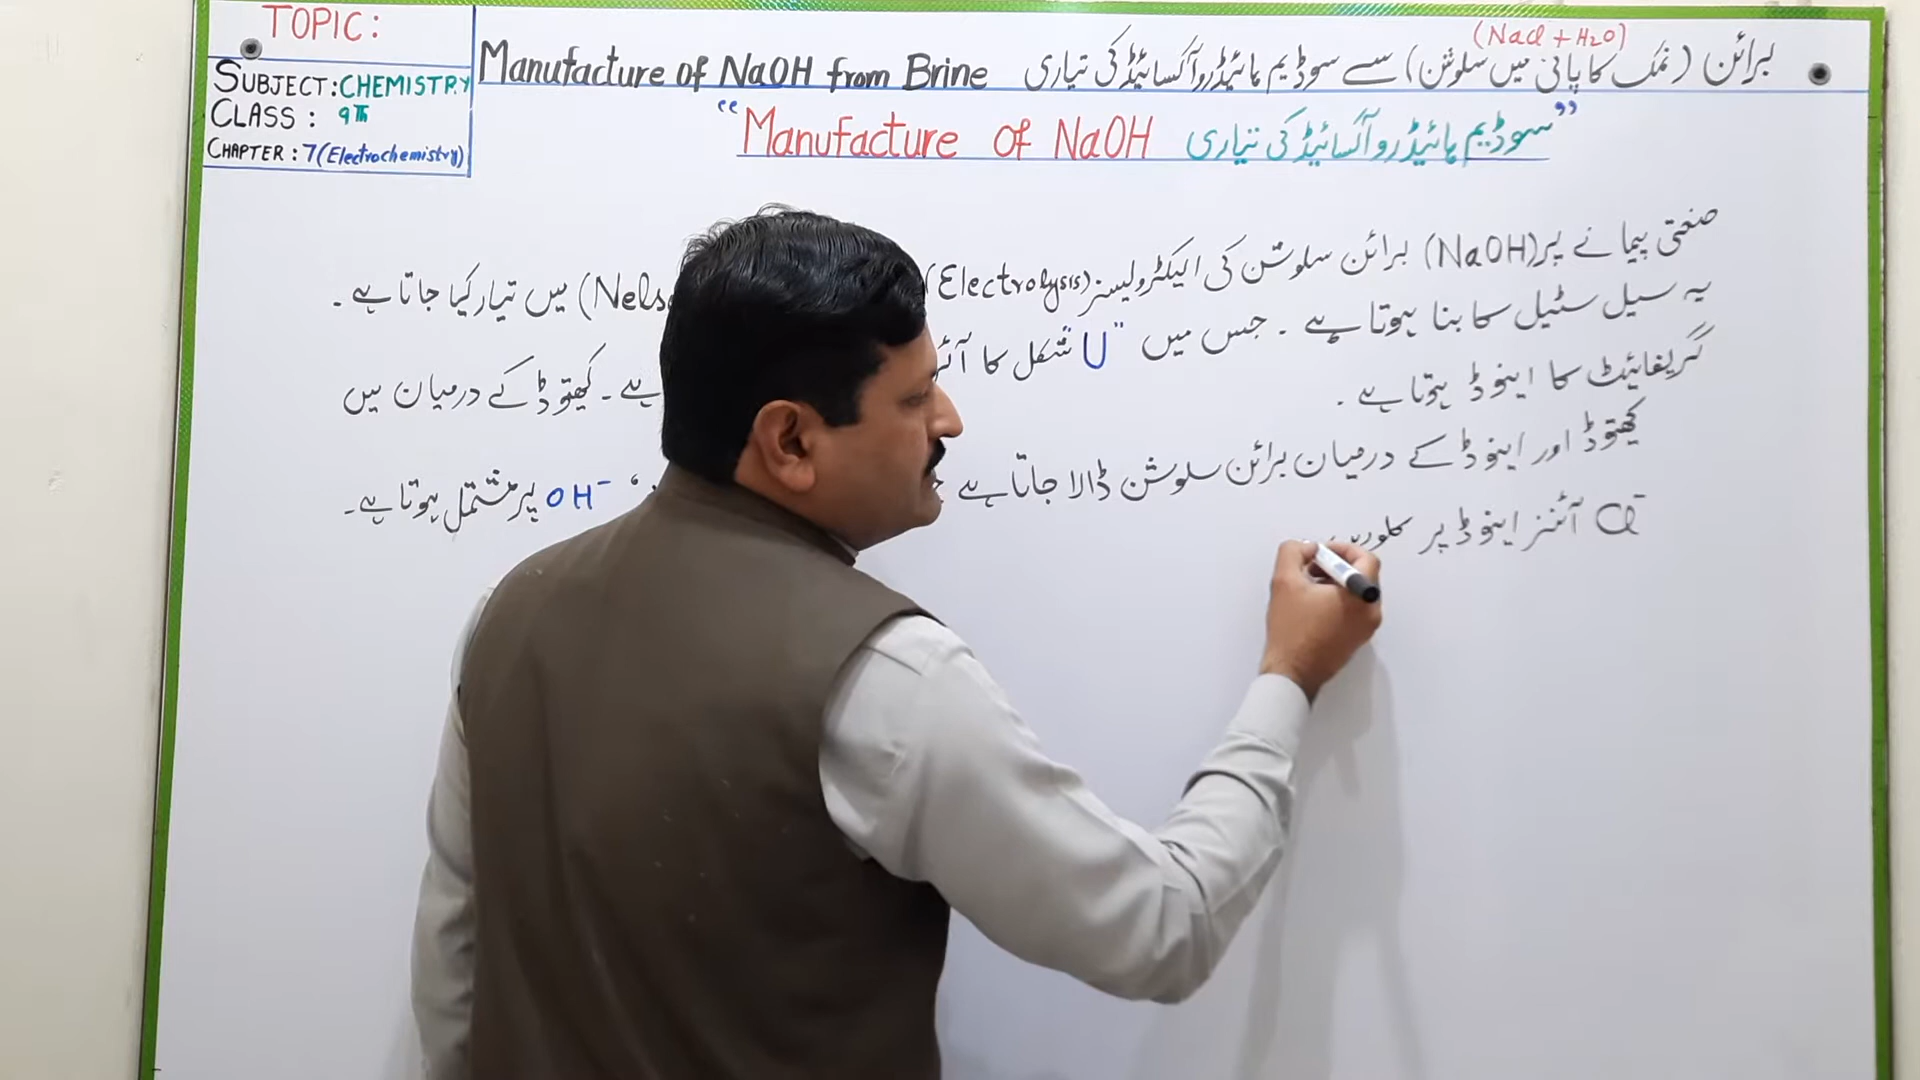 TOPIC:
SUBJECT: CHEMISTRY
CLASS: 9Th
CHAPTER: 7 (Electrochemistry)
(Nacl + H2O)
Manufacture of NaOH from Brine برائن (نمک کا پانی میں سلوشن) سے سوڈیم ہائیڈروآکسائیڈ کی تیاری
"Manufacture of NaOH سوڈیم ہائیڈروآکسائیڈ کی تیاری"
صنعتی پیمانے پر (NaOH) برائن سلوشن کی الیکٹرولیسز (Electrolysis) (Nels میں تیار کیا جاتا ہے۔
یہ سیل سٹیل کا بنا ہوتا ہے۔ جس میں "U" شکل کا ہے۔ کیتھوڈ کے درمیان میں
گریفائیٹ کا اینوڈ ہوتا ہے۔
کیتھوڈ اور اینوڈ کے درمیان برائن سلوشن ڈالا جاتا ہے ، OH⁻ پر مشتمل ہوتا ہے۔
Cl⁻ آئنز اینوڈ پر